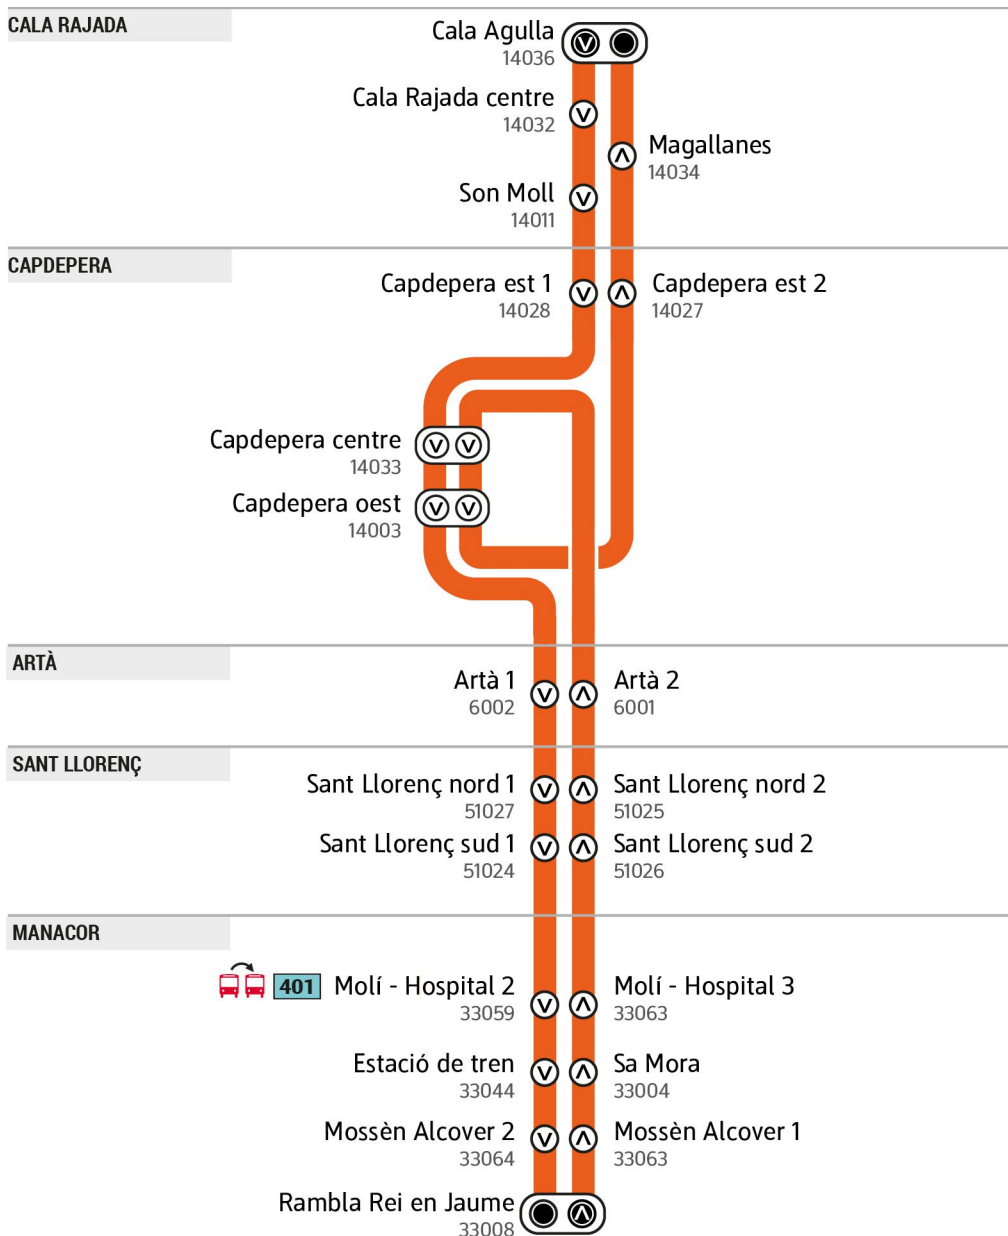 CALA RAJADA
Cala Agulla
14036
Cala Rajada centre
14032
Magallanes
14034
Son Moll
14011
CAPDEPERA
Capdepera est 1
14028
Capdepera est 2
14027
Capdepera centre
14033
Capdepera oest
14003
ARTÀ
Artà 1
6002
Artà 2
6001
SANT LLORENÇ
Sant Llorenç nord 1
51027
Sant Llorenç nord 2
51025
Sant Llorenç sud 1
51024
Sant Llorenç sud 2
51026
MANACOR
401 Molí - Hospital 2
33059
Molí - Hospital 3
33063
Estació de tren
33044
Sa Mora
33004
Mossèn Alcover 2
33064
Mossèn Alcover 1
33063
Rambla Rei en Jaume
33008